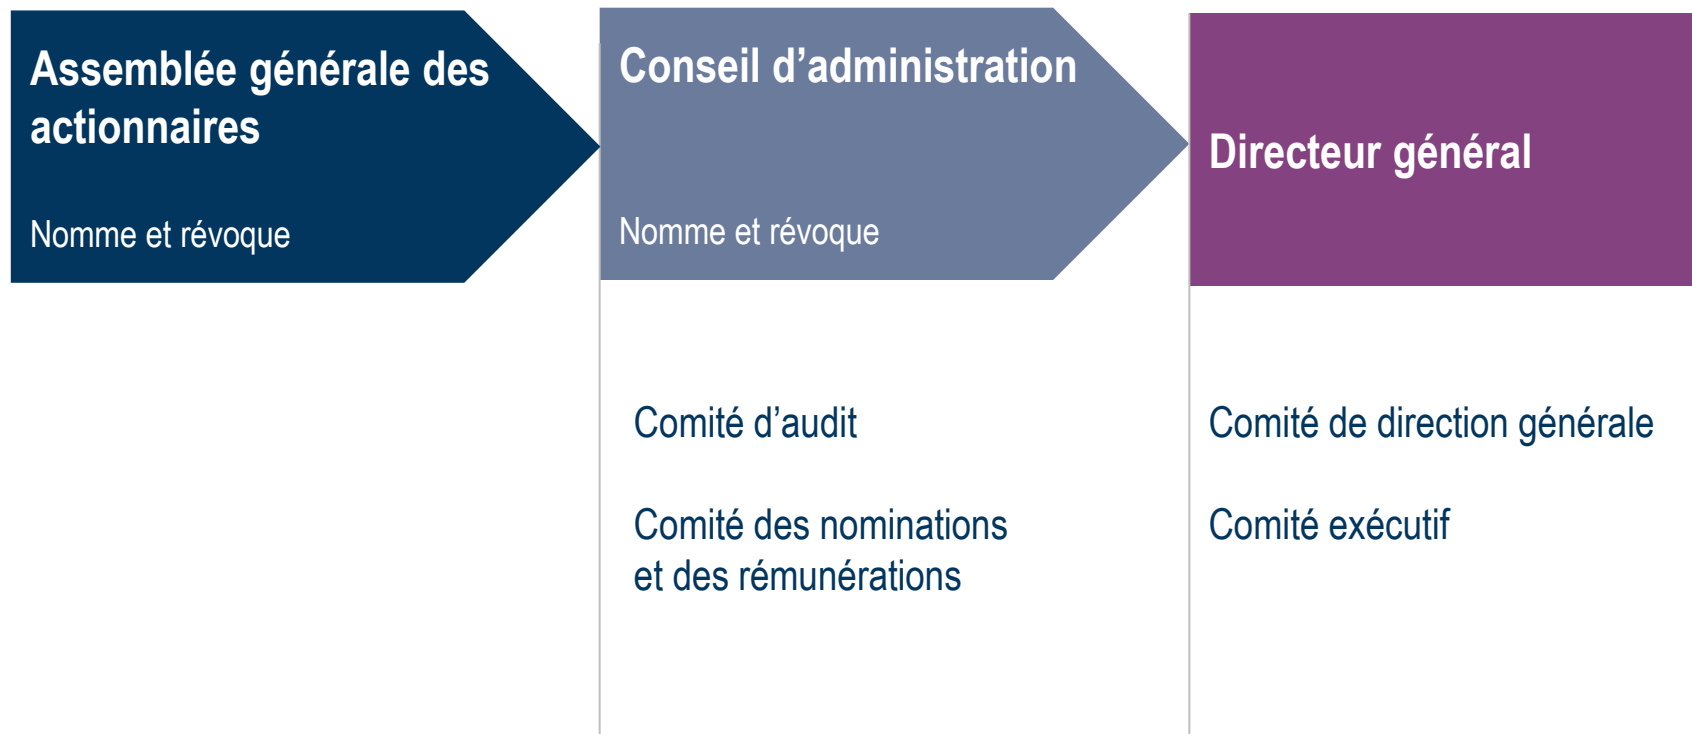 Assemblée générale des
actionnaires
Nomme et révoque
Conseil d’administration
Nomme et révoque
Comité d’audit
Comité des nominations
et des rémunérations
Directeur général
Comité de direction générale
Comité exécutif